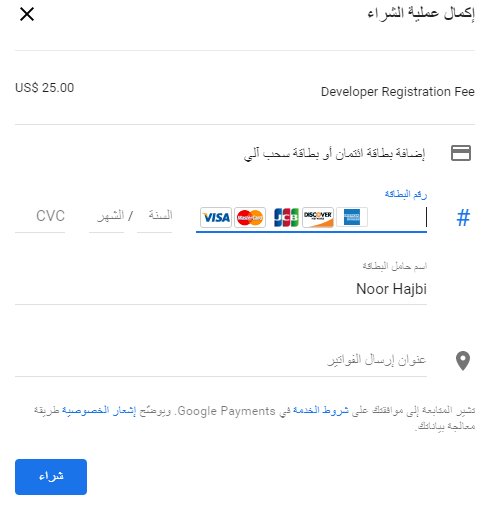 إكمال عملية الشراء
Developer Registration Fee US$ 25.00
إضافة بطاقة ائتمان أو بطاقة سحب آلي
رقم البطاقة
# VISA MasterCard JCB DISCOVER السنة / الشهر CVC
اسم حامل البطاقة
Noor Hajbi
عنوان إرسال الفواتير
تشير المتابعة إلى موافقتك على شروط الخدمة في Google Payments. ويوضّح إشعار الخصوصية طريقة
معالجة بياناتك.
شراء